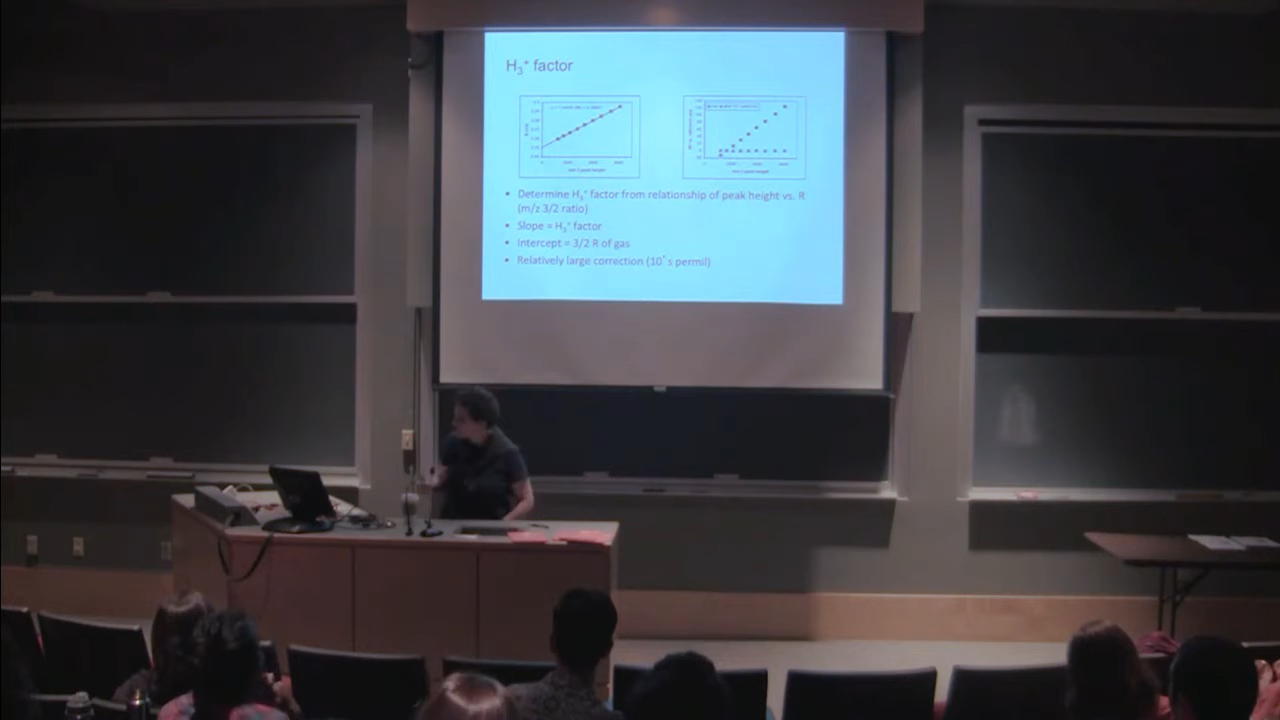 H₃⁺ factor
• Determine H₃⁺ factor from relationship of peak height vs. R
(m/z 3/2 ratio)
• Slope = H₃⁺ factor
• Intercept = 3/2 R of gas
• Relatively large correction (10's permil)